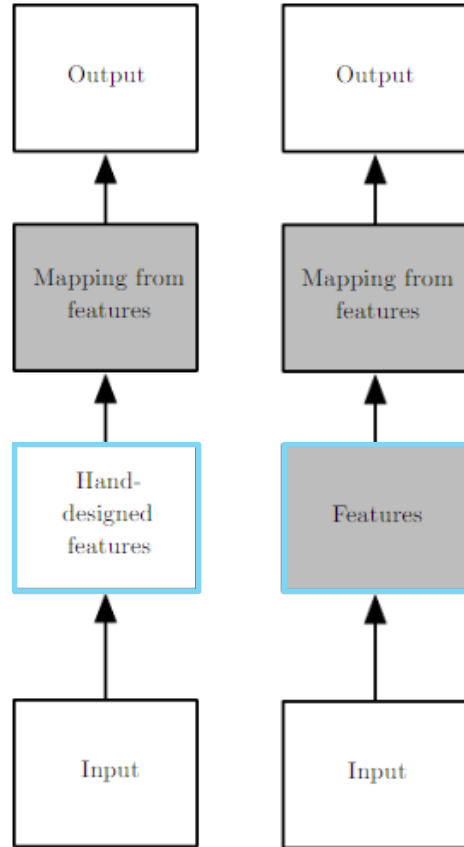 Output
Output
Mapping from
features
Mapping from
features
Hand-
designed
features
Features
Input
Input